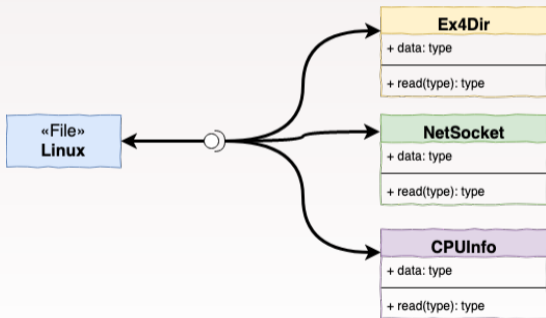 «File»
Linux
Ex4Dir
+ data: type
+ read(type): type
NetSocket
+ data: type
+ read(type): type
CPUInfo
+ data: type
+ read(type): type